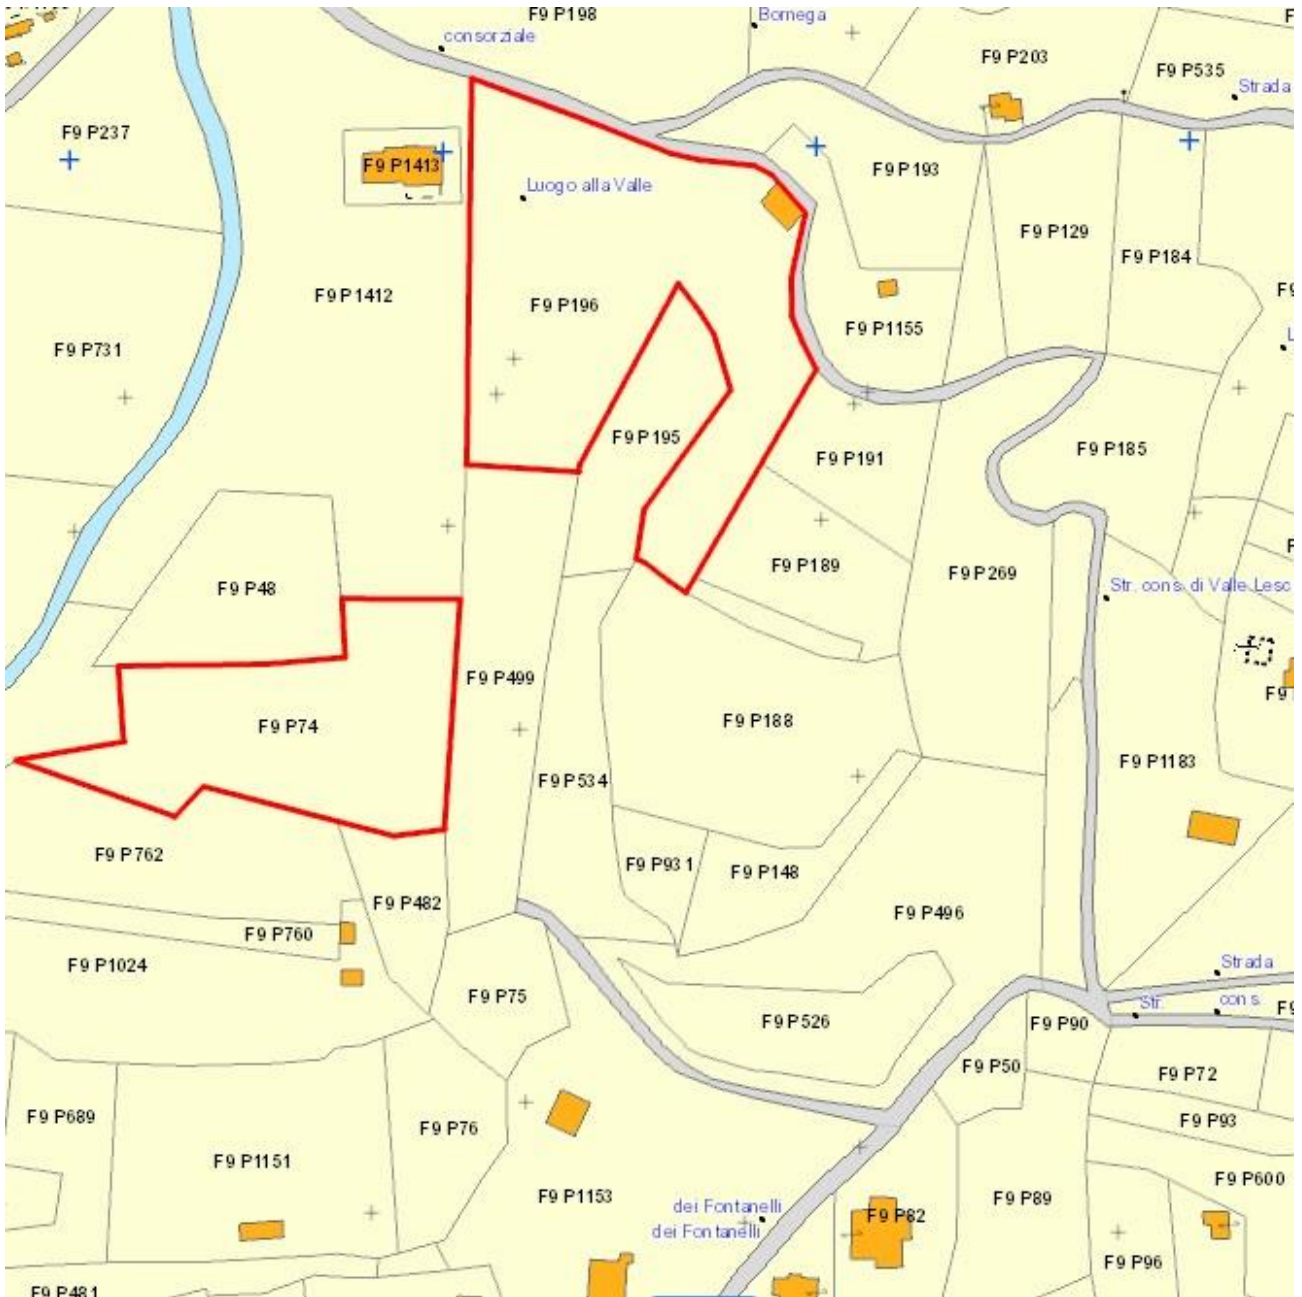 F9 P198
Bornega
consorziale
F9 P203
F9 P535
Strada
F9 P237
F9 P1413
F9 P193
Luogo alla Valle
F9 P129
F9 P184
F9 P1412
F9 P196
F9
F9 P1155
F9 P731
L
F9 P195
F9 P191
F9 P185
F9 P189
F9 P269
F9 P48
Str. cons. di Valle Lesc
F9 P499
F9
F9 P74
F9 P188
F9 P534
F9 P1183
F9 P762
F9 P931
F9 P148
F9 P482
F9 P496
F9 P760
F9 P1024
Strada
F9 P75
Str.
cons.
F9
F9 P526
F9 P90
F9 P50
F9 P72
F9 P689
F9 P76
F9 P93
F9 P1151
F9 P600
F9 P1153
F9 P89
dei Fontanelli
F9 P82
dei Fontanelli
F9 P96
F9 P481